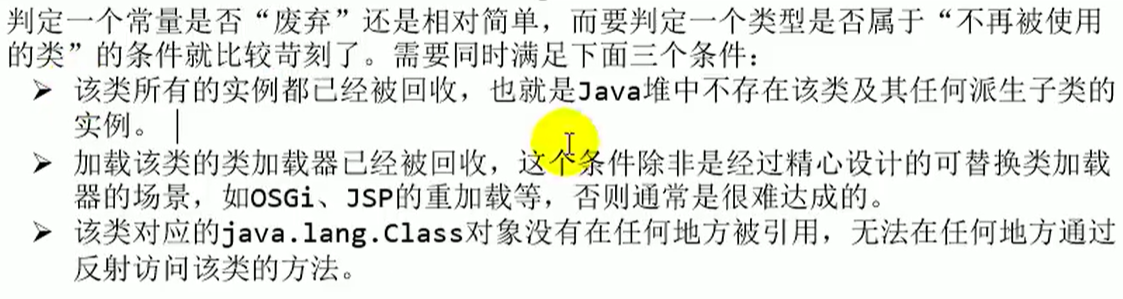 判定一个常量是否“废弃”还是相对简单，而要判定一个类型是否属于“不再被使用
的类”的条件就比较苛刻了。需要同时满足下面三个条件：
➢ 该类所有的实例都已经被回收，也就是Java堆中不存在该类及其任何派生子类的
实例。
➢ 加载该类的类加载器已经被回收，这个条件除非是经过精心设计的可替换类加载
器的场景，如OSGi、JSP的重加载等，否则通常是很难达成的。
➢ 该类对应的java.lang.Class对象没有在任何地方被引用，无法在任何地方通过
反射访问该类的方法。